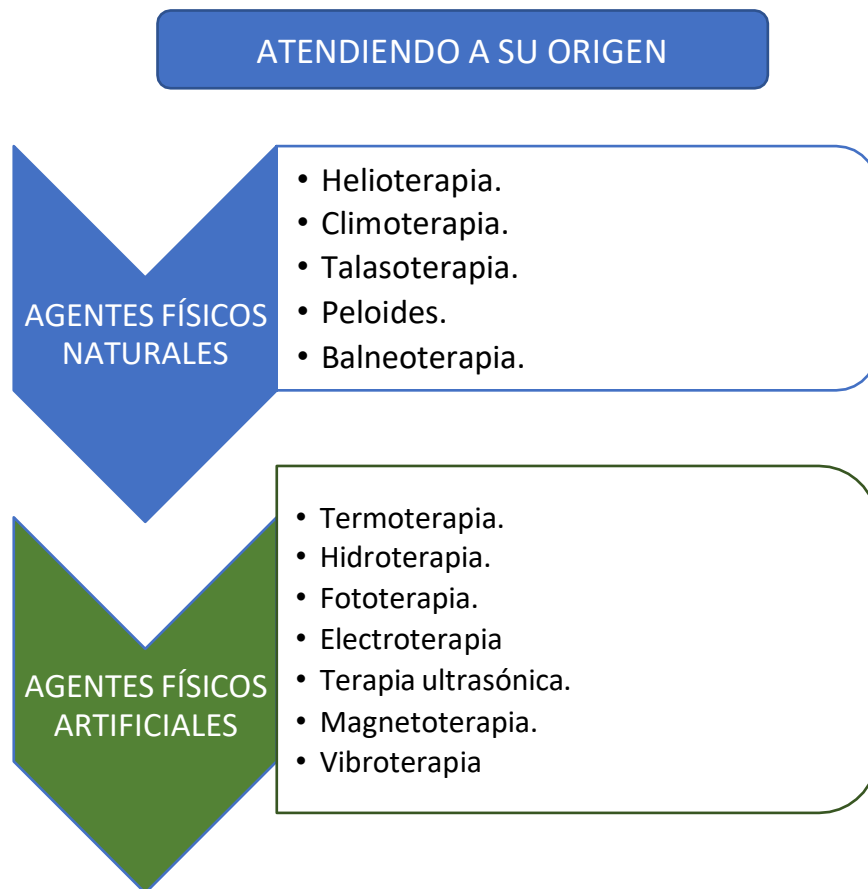 ATENDIENDO A SU ORIGEN
AGENTES FÍSICOS
NATURALES
• Helioterapia.
• Climoterapia.
• Talasoterapia.
• Peloides.
• Balneoterapia.
AGENTES FÍSICOS
ARTIFICIALES
• Termoterapia.
• Hidroterapia.
• Fototerapia.
• Electroterapia
• Terapia ultrasónica.
• Magnetoterapia.
• Vibroterapia